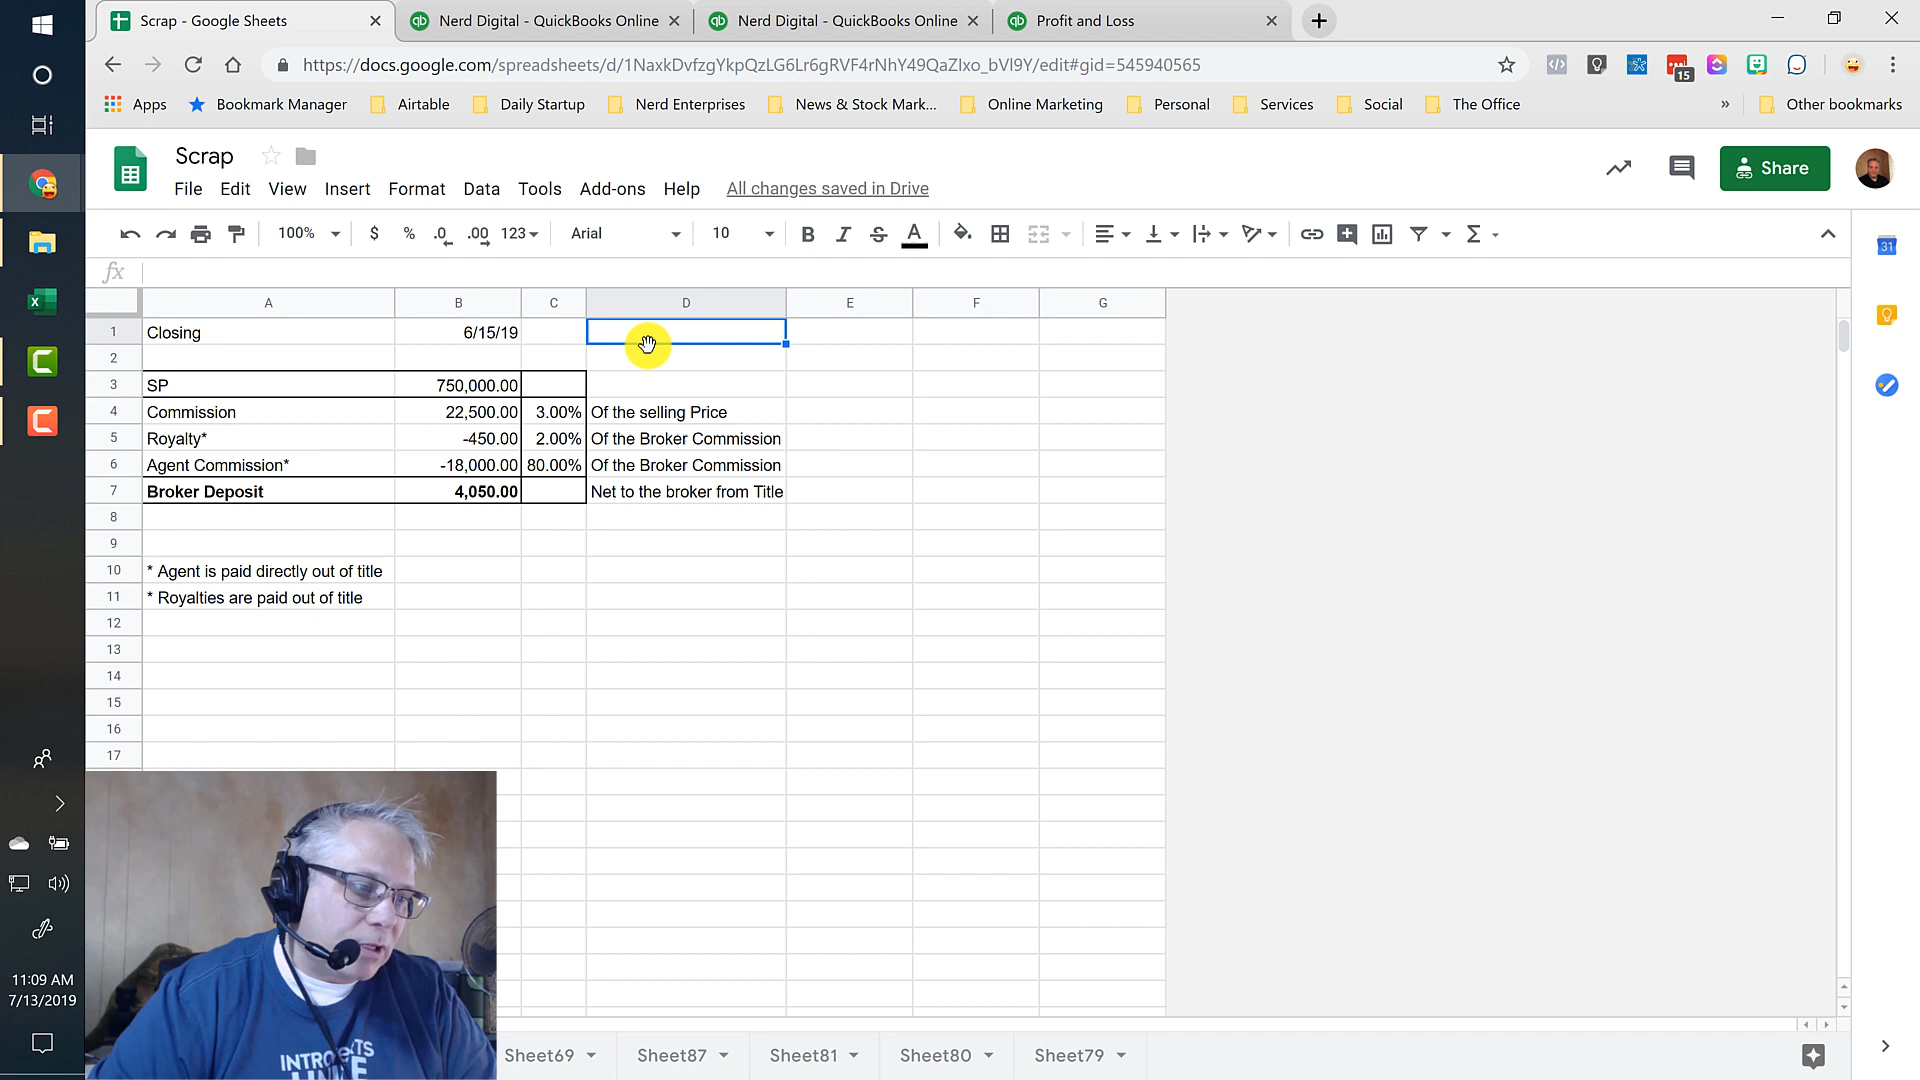 Scrap - Google Sheets
Nerd Digital - QuickBooks Online
Nerd Digital - QuickBooks Online
Profit and Loss
https://docs.google.com/spreadsheets/d/1NaxkDvfzgYkpQzLG6Lr6gRVF4rNhY49QaZIxo_bVl9Y/edit#gid=545940565
15
Apps
Bookmark Manager
Airtable
Daily Startup
Nerd Enterprises
News & Stock Mark...
Online Marketing
Personal
Services
Social
The Office
»
Other bookmarks
Scrap
File Edit View Insert Format Data Tools Add-ons Help All changes saved in Drive
Share
100% $ % .0 .00 123 Arial 10 B I S A Σ
31
fx
A B C D E F G
1 Closing 6/15/19
2
3 SP 750,000.00
4 Commission 22,500.00 3.00% Of the selling Price
5 Royalty* -450.00 2.00% Of the Broker Commission
6 Agent Commission* -18,000.00 80.00% Of the Broker Commission
7 Broker Deposit 4,050.00 Net to the broker from Title
8
9
10 * Agent is paid directly out of title
11 * Royalties are paid out of title
12
13
14
15
16
17
11:09 AM
7/13/2019
Sheet69 Sheet87 Sheet81 Sheet80 Sheet79